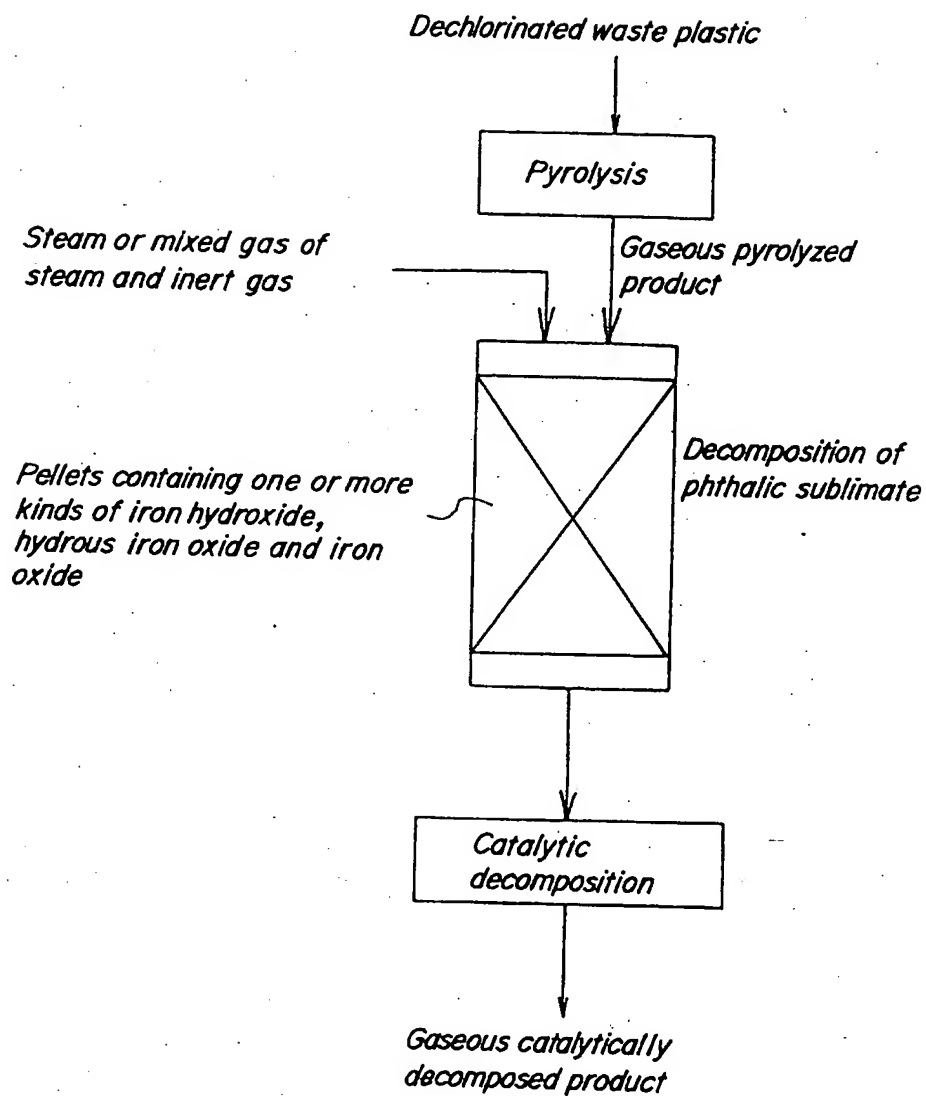 Dechlorinated waste plastic
Pyrolysis
Steam or mixed gas of
steam and inert gas
Gaseous pyrolyzed
product
Pellets containing one or more
kinds of iron hydroxide,
hydrous iron oxide and iron
oxide
Decomposition of
phthalic sublimate
Catalytic
decomposition
Gaseous catalytically
decomposed product